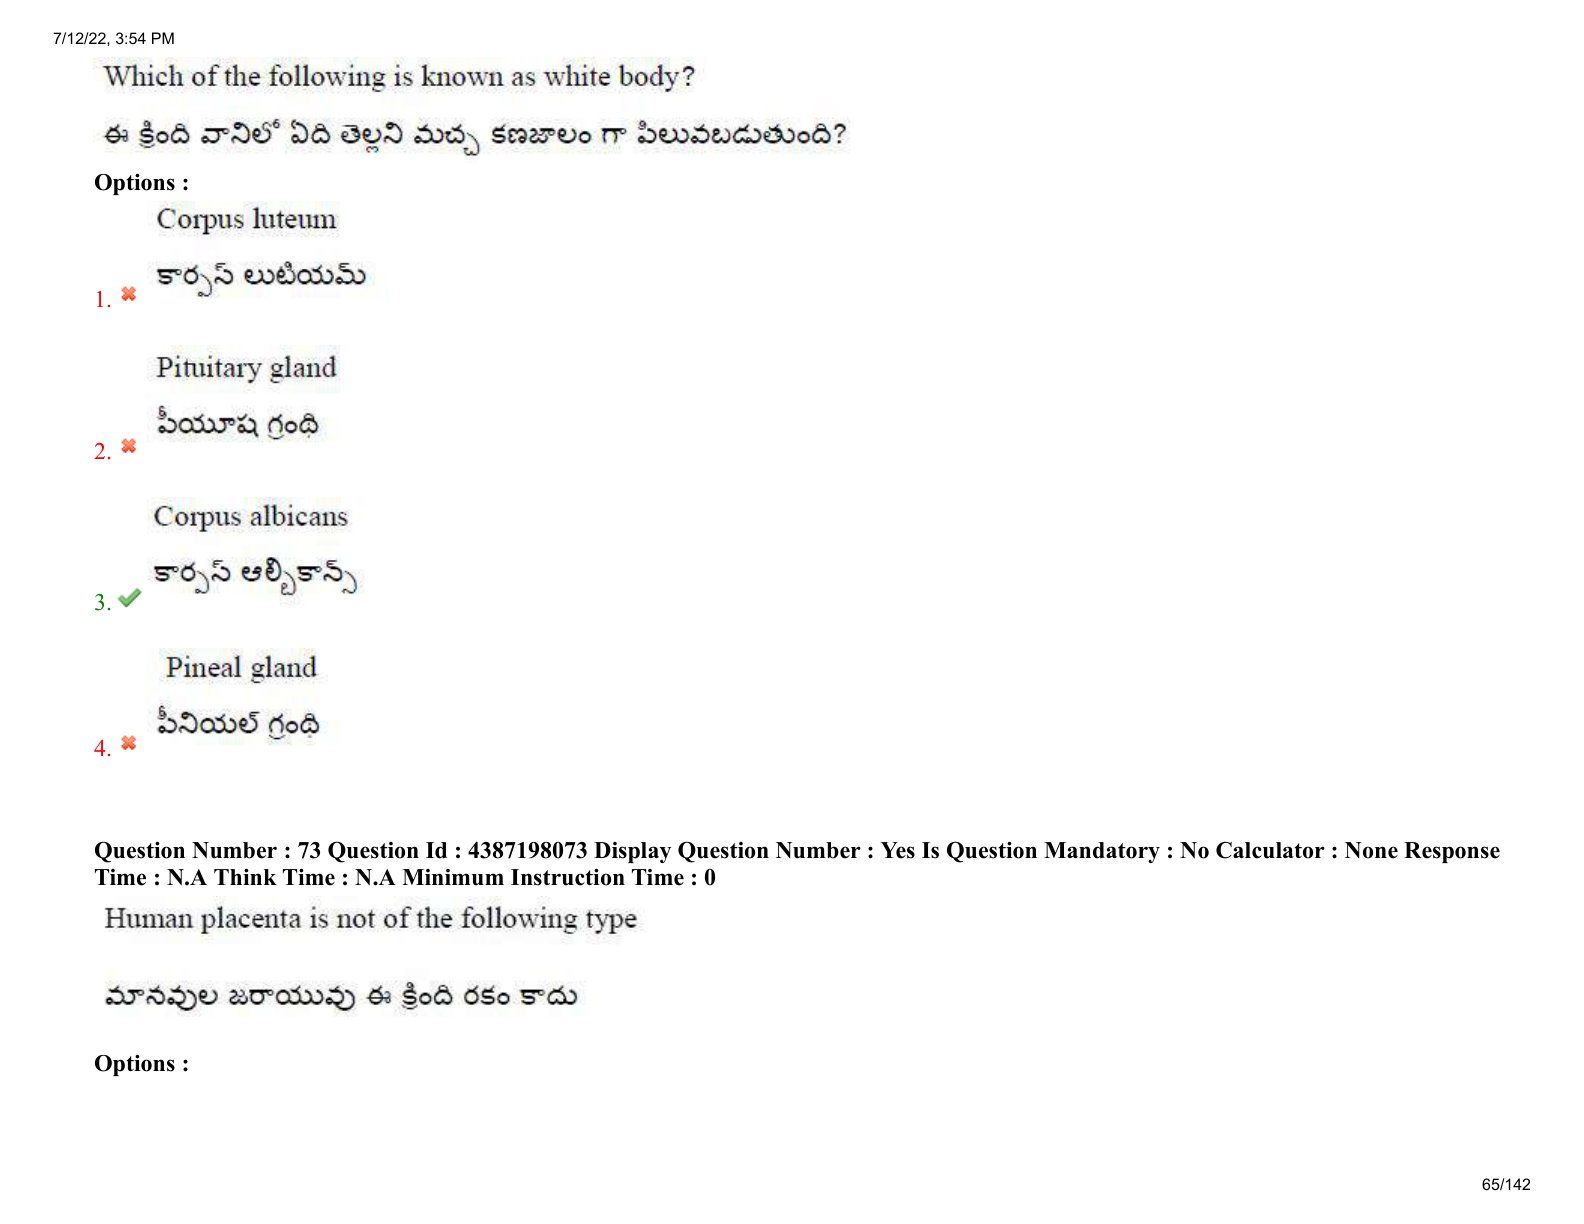 7/12/22, 3:54 PM
Which of the following is known as white body?
ఈ క్రింది వానిలో ఏది తెల్లని మచ్చ కణజాలం గా పిలువబడుతుంది?
Options :
Corpus luteum
కార్పస్ లుటియమ్
1.
Pituitary gland
పీయూష గ్రంథి
2.
Corpus albicans
కార్పస్ ఆల్బికాన్స్
3.
Pineal gland
పీనియల్ గ్రంథి
4.
Question Number : 73 Question Id : 4387198073 Display Question Number : Yes Is Question Mandatory : No Calculator : None Response
Time : N.A Think Time : N.A Minimum Instruction Time : 0
Human placenta is not of the following type
మానవుల జరాయువు ఈ క్రింది రకం కాదు
Options :
65/142